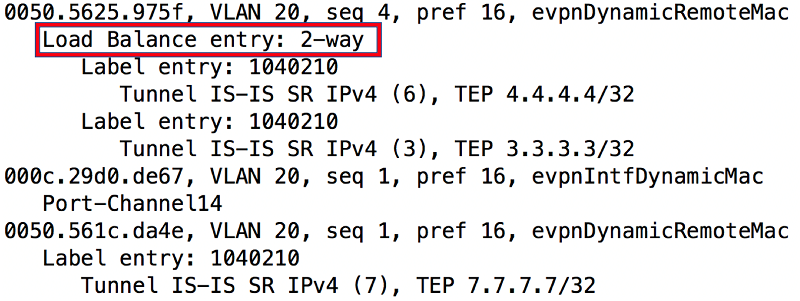 0050.5625.975f, VLAN 20, seq 4, pref 16, evpnDynamicRemoteMac
Load Balance entry: 2-way
Label entry: 1040210
Tunnel IS-IS SR IPv4 (6), TEP 4.4.4.4/32
Label entry: 1040210
Tunnel IS-IS SR IPv4 (3), TEP 3.3.3.3/32
000c.29d0.de67, VLAN 20, seq 1, pref 16, evpnIntfDynamicMac
Port-Channel14
0050.561c.da4e, VLAN 20, seq 1, pref 16, evpnDynamicRemoteMac
Label entry: 1040210
Tunnel IS-IS SR IPv4 (7), TEP 7.7.7.7/32